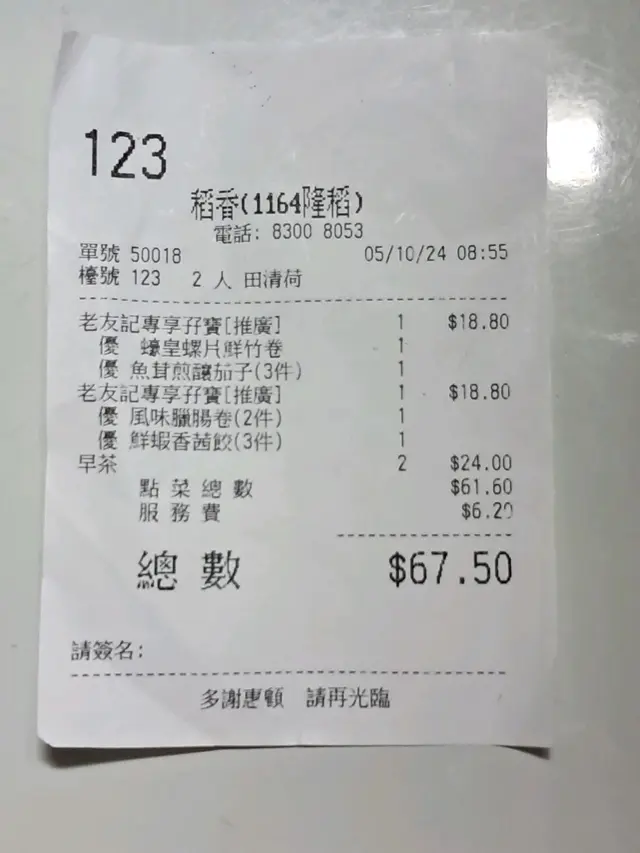 123
稻香(1164隆稻)
電話: 8300 8053
單號 50018 05/10/24 08:55
檯號 123 2 人 田清荷
老友記專享孖寶[推廣] 1 $18.80
優 蠔皇螺片鮮竹卷 1
優 魚茸煎讓茄子(3件) 1
老友記專享孖寶[推廣] 1 $18.80
優 風味臘腸卷(2件) 1
優 鮮蝦香茜餃(3件) 1
早茶 2 $24.00
點菜總數 $61.60
服務費 $6.20
總數 $67.50
請簽名:
多謝惠顧 請再光臨